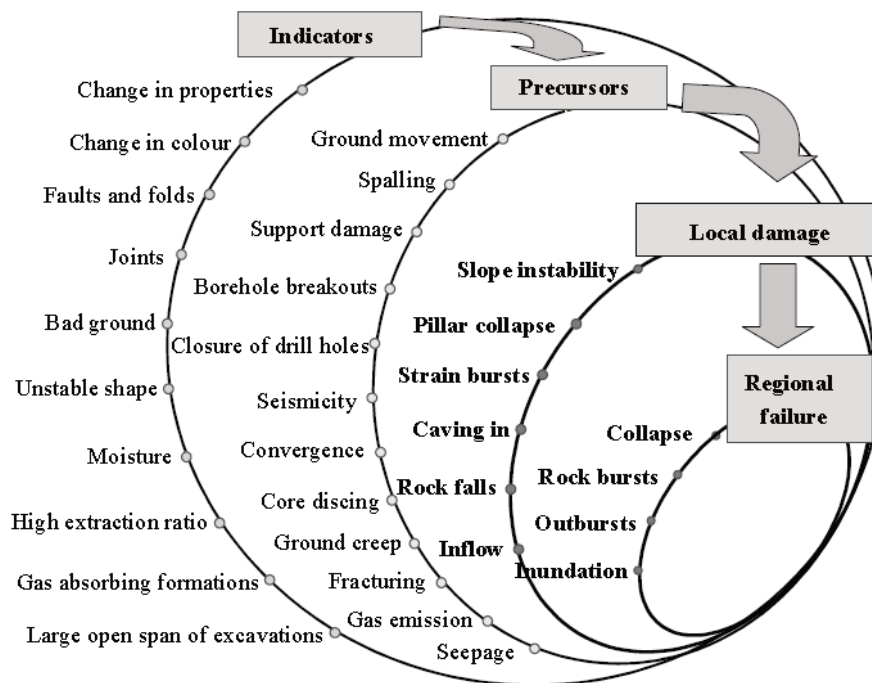 Indicators
Change in properties
Change in colour
Faults and folds
Joints
Bad ground
Unstable shape
Moisture
High extraction ratio
Gas absorbing formations
Large open span of excavations
Precursors
Ground movement
Spalling
Support damage
Borehole breakouts
Closure of drill holes
Seismicity
Convergence
Core discing
Ground creep
Fracturing
Gas emission
Seepage
Local damage
Slope instability
Pillar collapse
Strain bursts
Caving in
Rock falls
Inflow
Regional
failure
Collapse
Rock bursts
Outbursts
Inundation